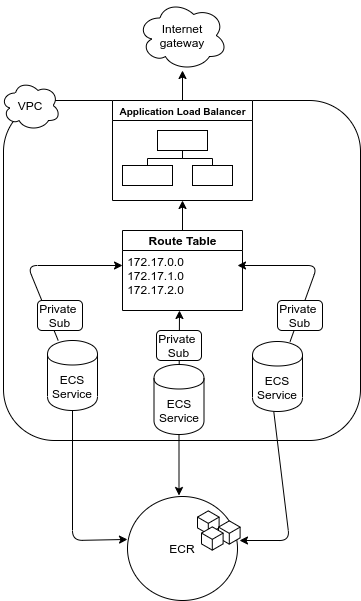 Internet
gateway
VPC
Application Load Balancer
Route Table
172.17.0.0
172.17.1.0
172.17.2.0
Private
Sub
Private
Sub
Private
Sub
ECS
Service
ECS
Service
ECS
Service
ECR